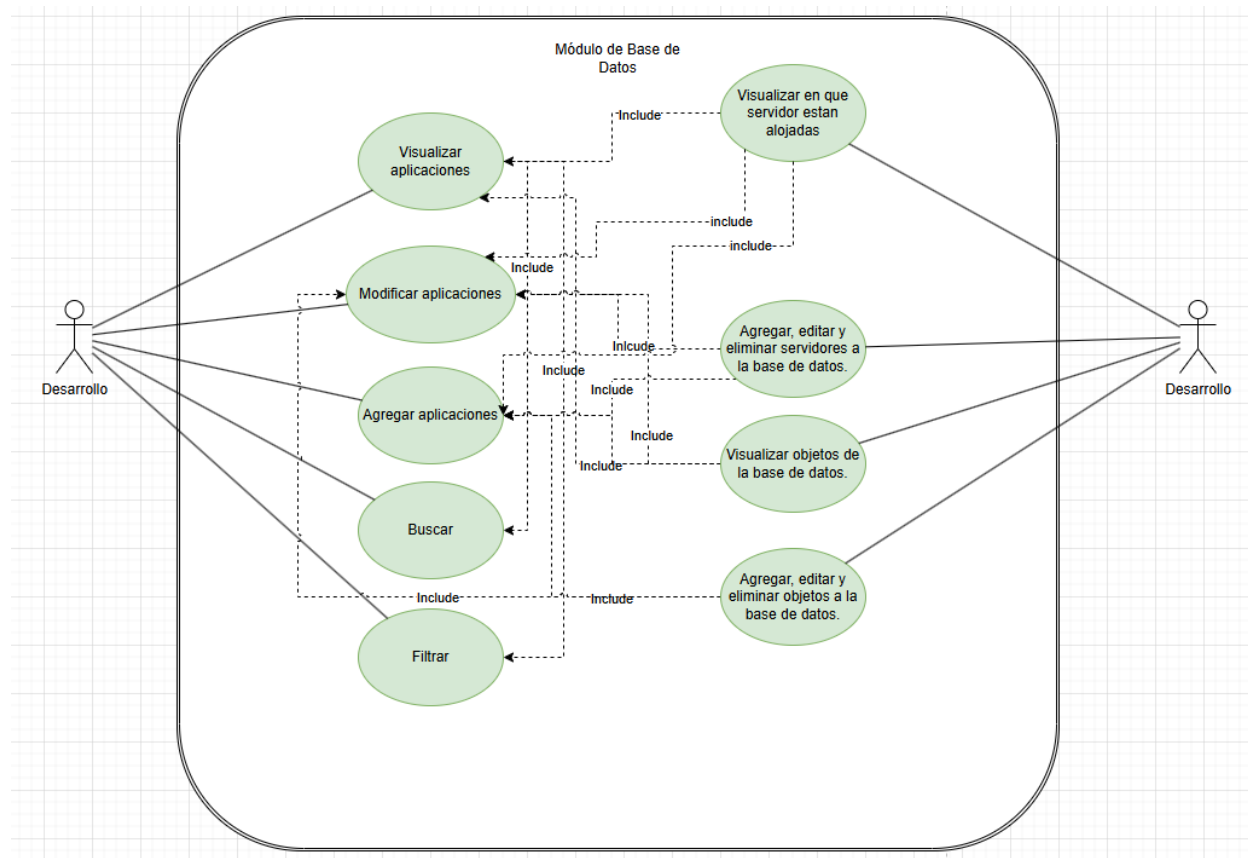 Módulo de Base de
Datos
Visualizar en que
servidor estan
alojadas
Include
Visualizar
aplicaciones
include
include
Include
Modificar aplicaciones
Agregar, editar y
eliminar servidores a
la base de datos.
Inlcude
Include
Desarrollo
Desarrollo
Include
Agregar aplicaciones
Include
Visualizar objetos de
la base de datos.
Include
Buscar
Agregar, editar y
eliminar objetos a la
base de datos.
Include
Include
Filtrar